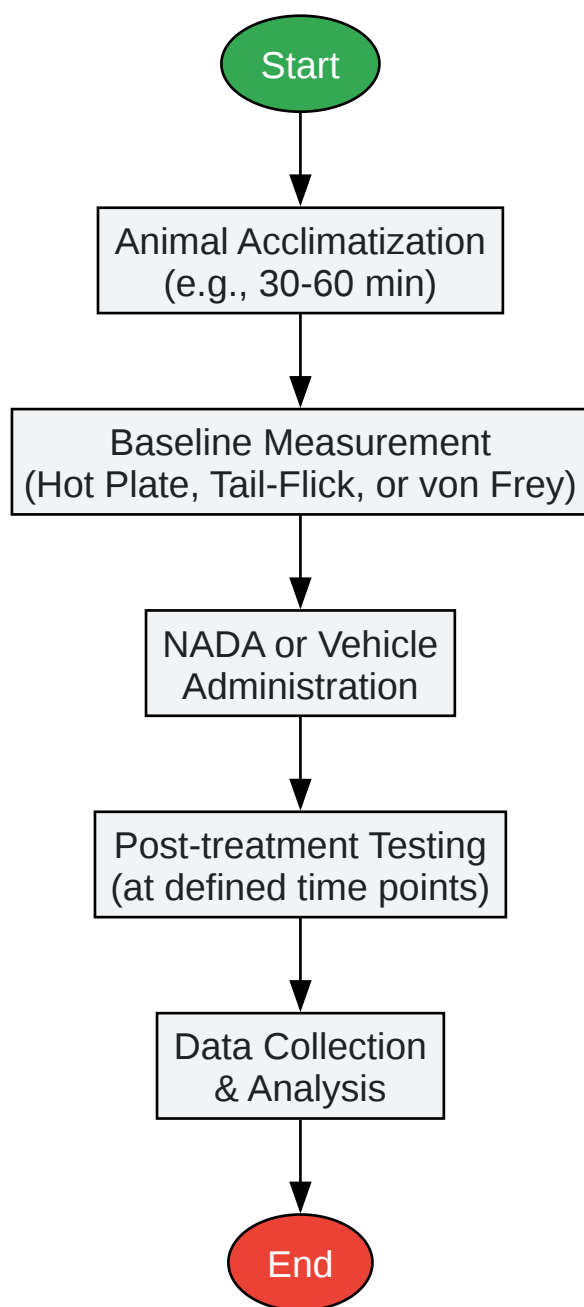 Start
Animal Acclimatization
(e.g., 30-60 min)
Baseline Measurement
(Hot Plate, Tail-Flick, or von Frey)
NADA or Vehicle
Administration
Post-treatment Testing
(at defined time points)
Data Collection
& Analysis
End